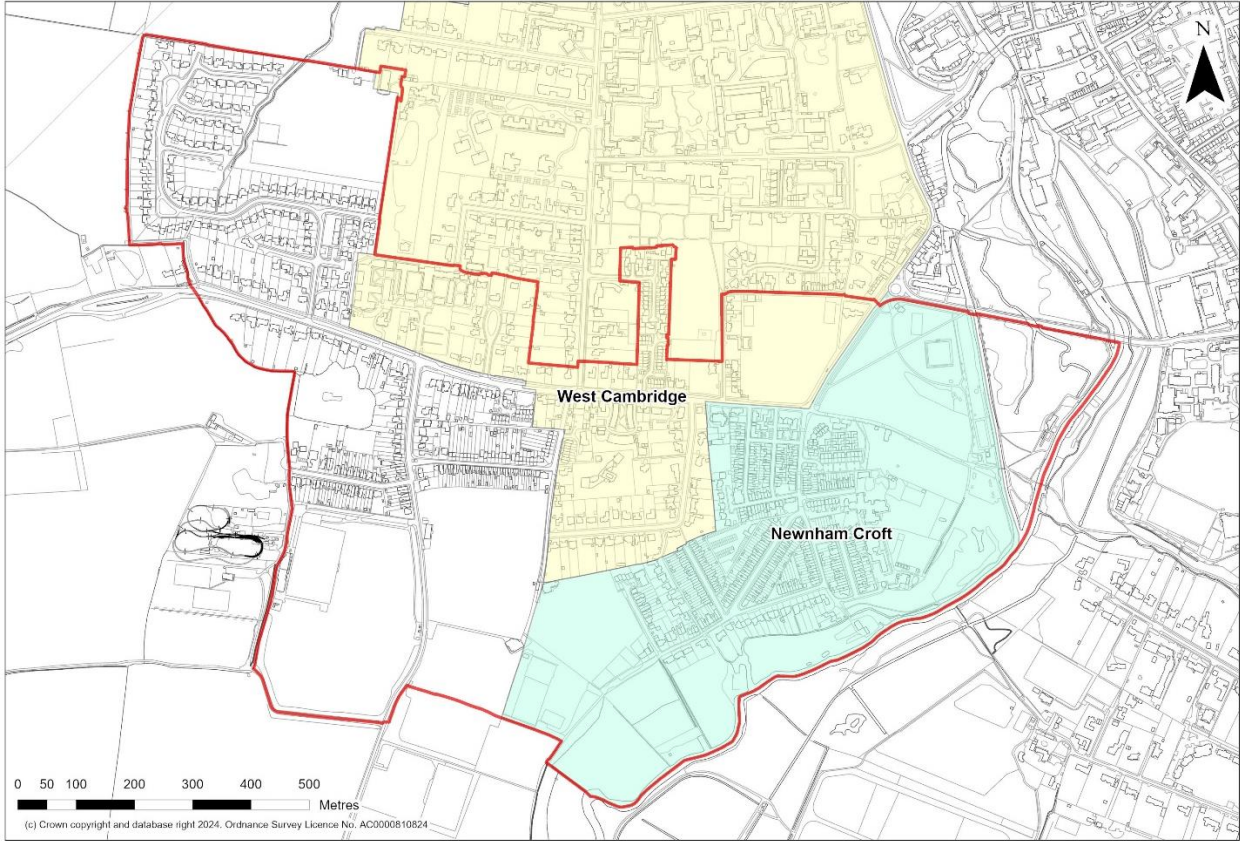 N
West Cambridge
Newnham Croft
0 50 100 200 300 400 500
Metres
(c) Crown copyright and database right 2024. Ordnance Survey Licence No. AC0000810824